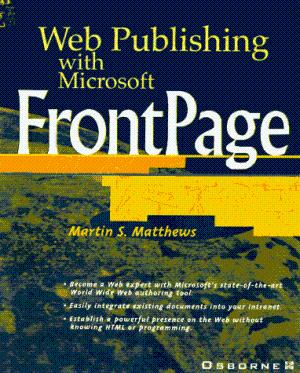 Web Publishing
with
Microsoft
FrontPage
Martin S. Matthews
• Become a Web expert with Microsoft's state-of-the-art
World Wide Web authoring tool.
• Easily integrate existing documents into your intranet
• Establish a powerful presence on the Web without
knowing HTML or programming.
OSBORNE